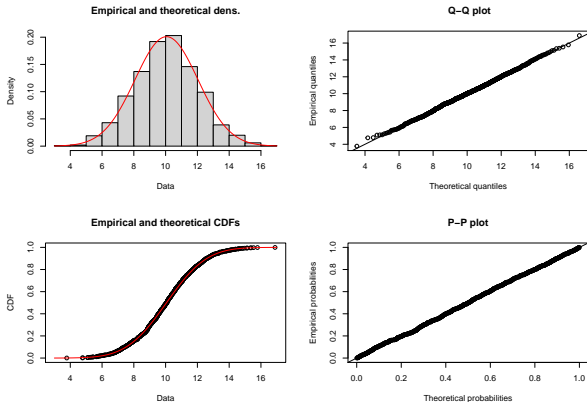 Empirical and theoretical dens.
Density
0.00 0.05 0.10 0.15 0.20
4 6 8 10 12 14 16
Data
Q−Q plot
Empirical quantiles
4 6 8 10 12 14 16
4 6 8 10 12 14 16
Theoretical quantiles
Empirical and theoretical CDFs
CDF
0.0 0.2 0.4 0.6 0.8 1.0
4 6 8 10 12 14 16
Data
P−P plot
Empirical probabilities
0.0 0.2 0.4 0.6 0.8 1.0
0.0 0.2 0.4 0.6 0.8 1.0
Theoretical probabilities